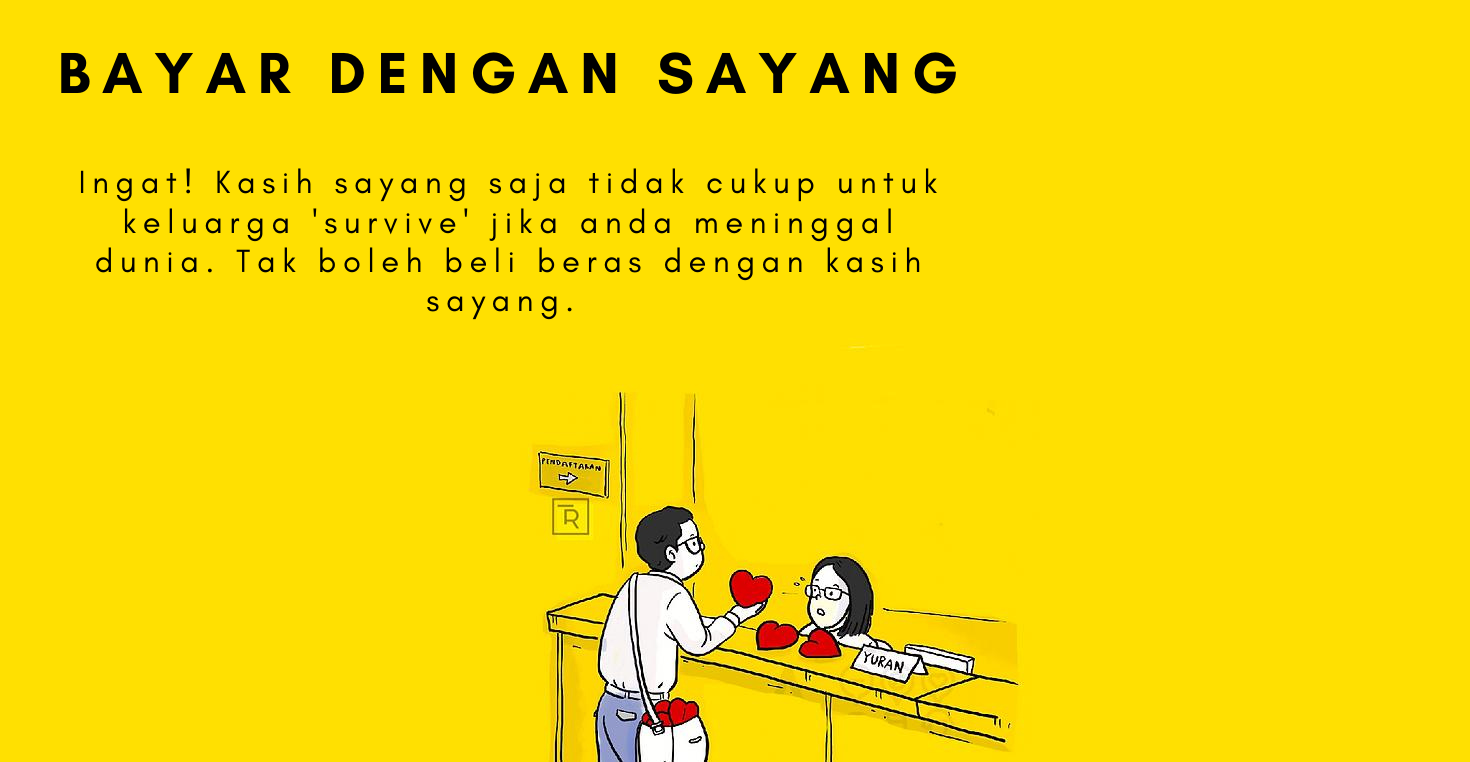 BAYAR DENGAN SAYANG
Ingat! Kasih sayang saja tidak cukup untuk
keluarga 'survive' jika anda meninggal
dunia. Tak boleh beli beras dengan kasih
sayang.
PENDAFTARAN
R
YURAN